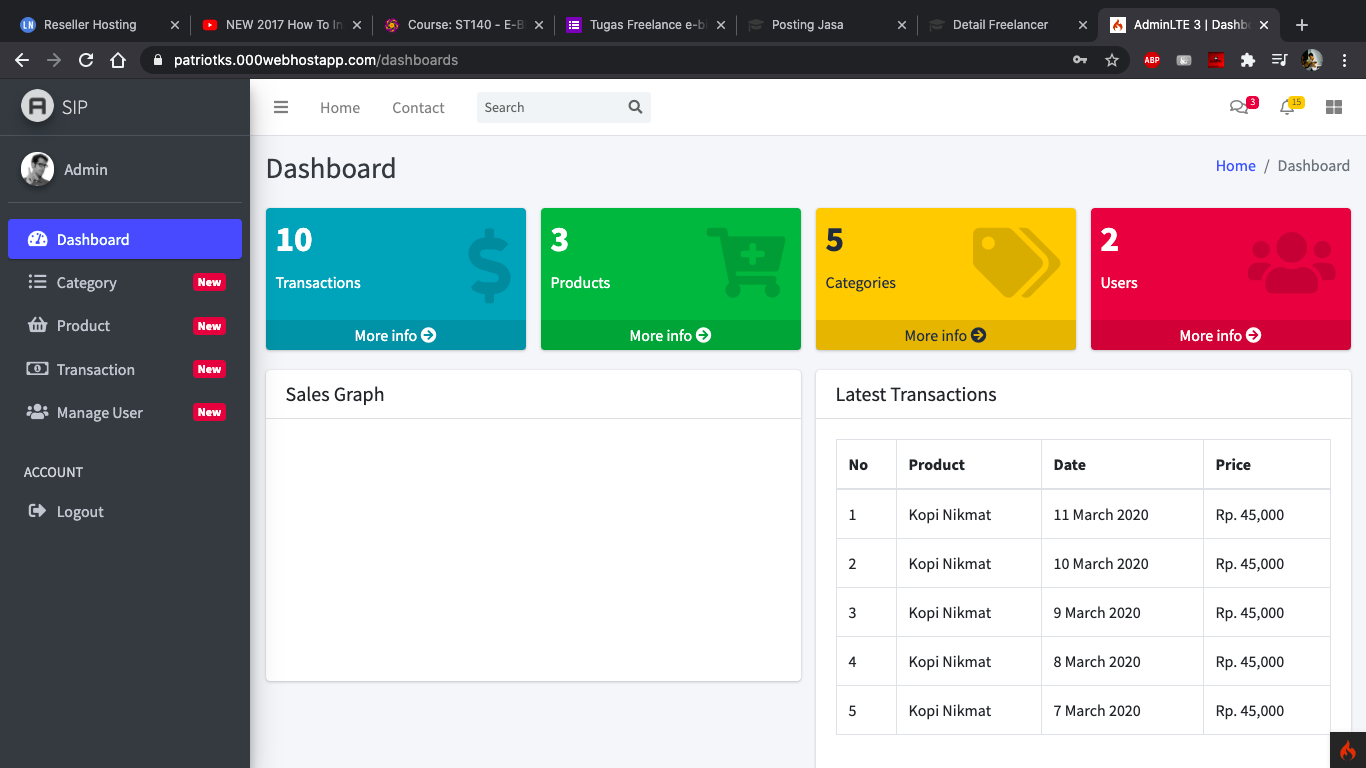 Reseller Hosting
NEW 2017 How To In
Course: ST140 - E-B
Tugas Freelance e-bi
Posting Jasa
Detail Freelancer
AdminLTE 3 | Dashbo
patriotks.000webhostapp.com/dashboards
ABP
SIP
Home Contact Search
3
15
Admin
Dashboard
Home / Dashboard
Dashboard
Category New
Product New
Transaction New
Manage User New
ACCOUNT
Logout
10
Transactions
More info
3
Products
More info
5
Categories
More info
2
Users
More info
Sales Graph
Latest Transactions
No Product Date Price
1 Kopi Nikmat 11 March 2020 Rp. 45,000
2 Kopi Nikmat 10 March 2020 Rp. 45,000
3 Kopi Nikmat 9 March 2020 Rp. 45,000
4 Kopi Nikmat 8 March 2020 Rp. 45,000
5 Kopi Nikmat 7 March 2020 Rp. 45,000